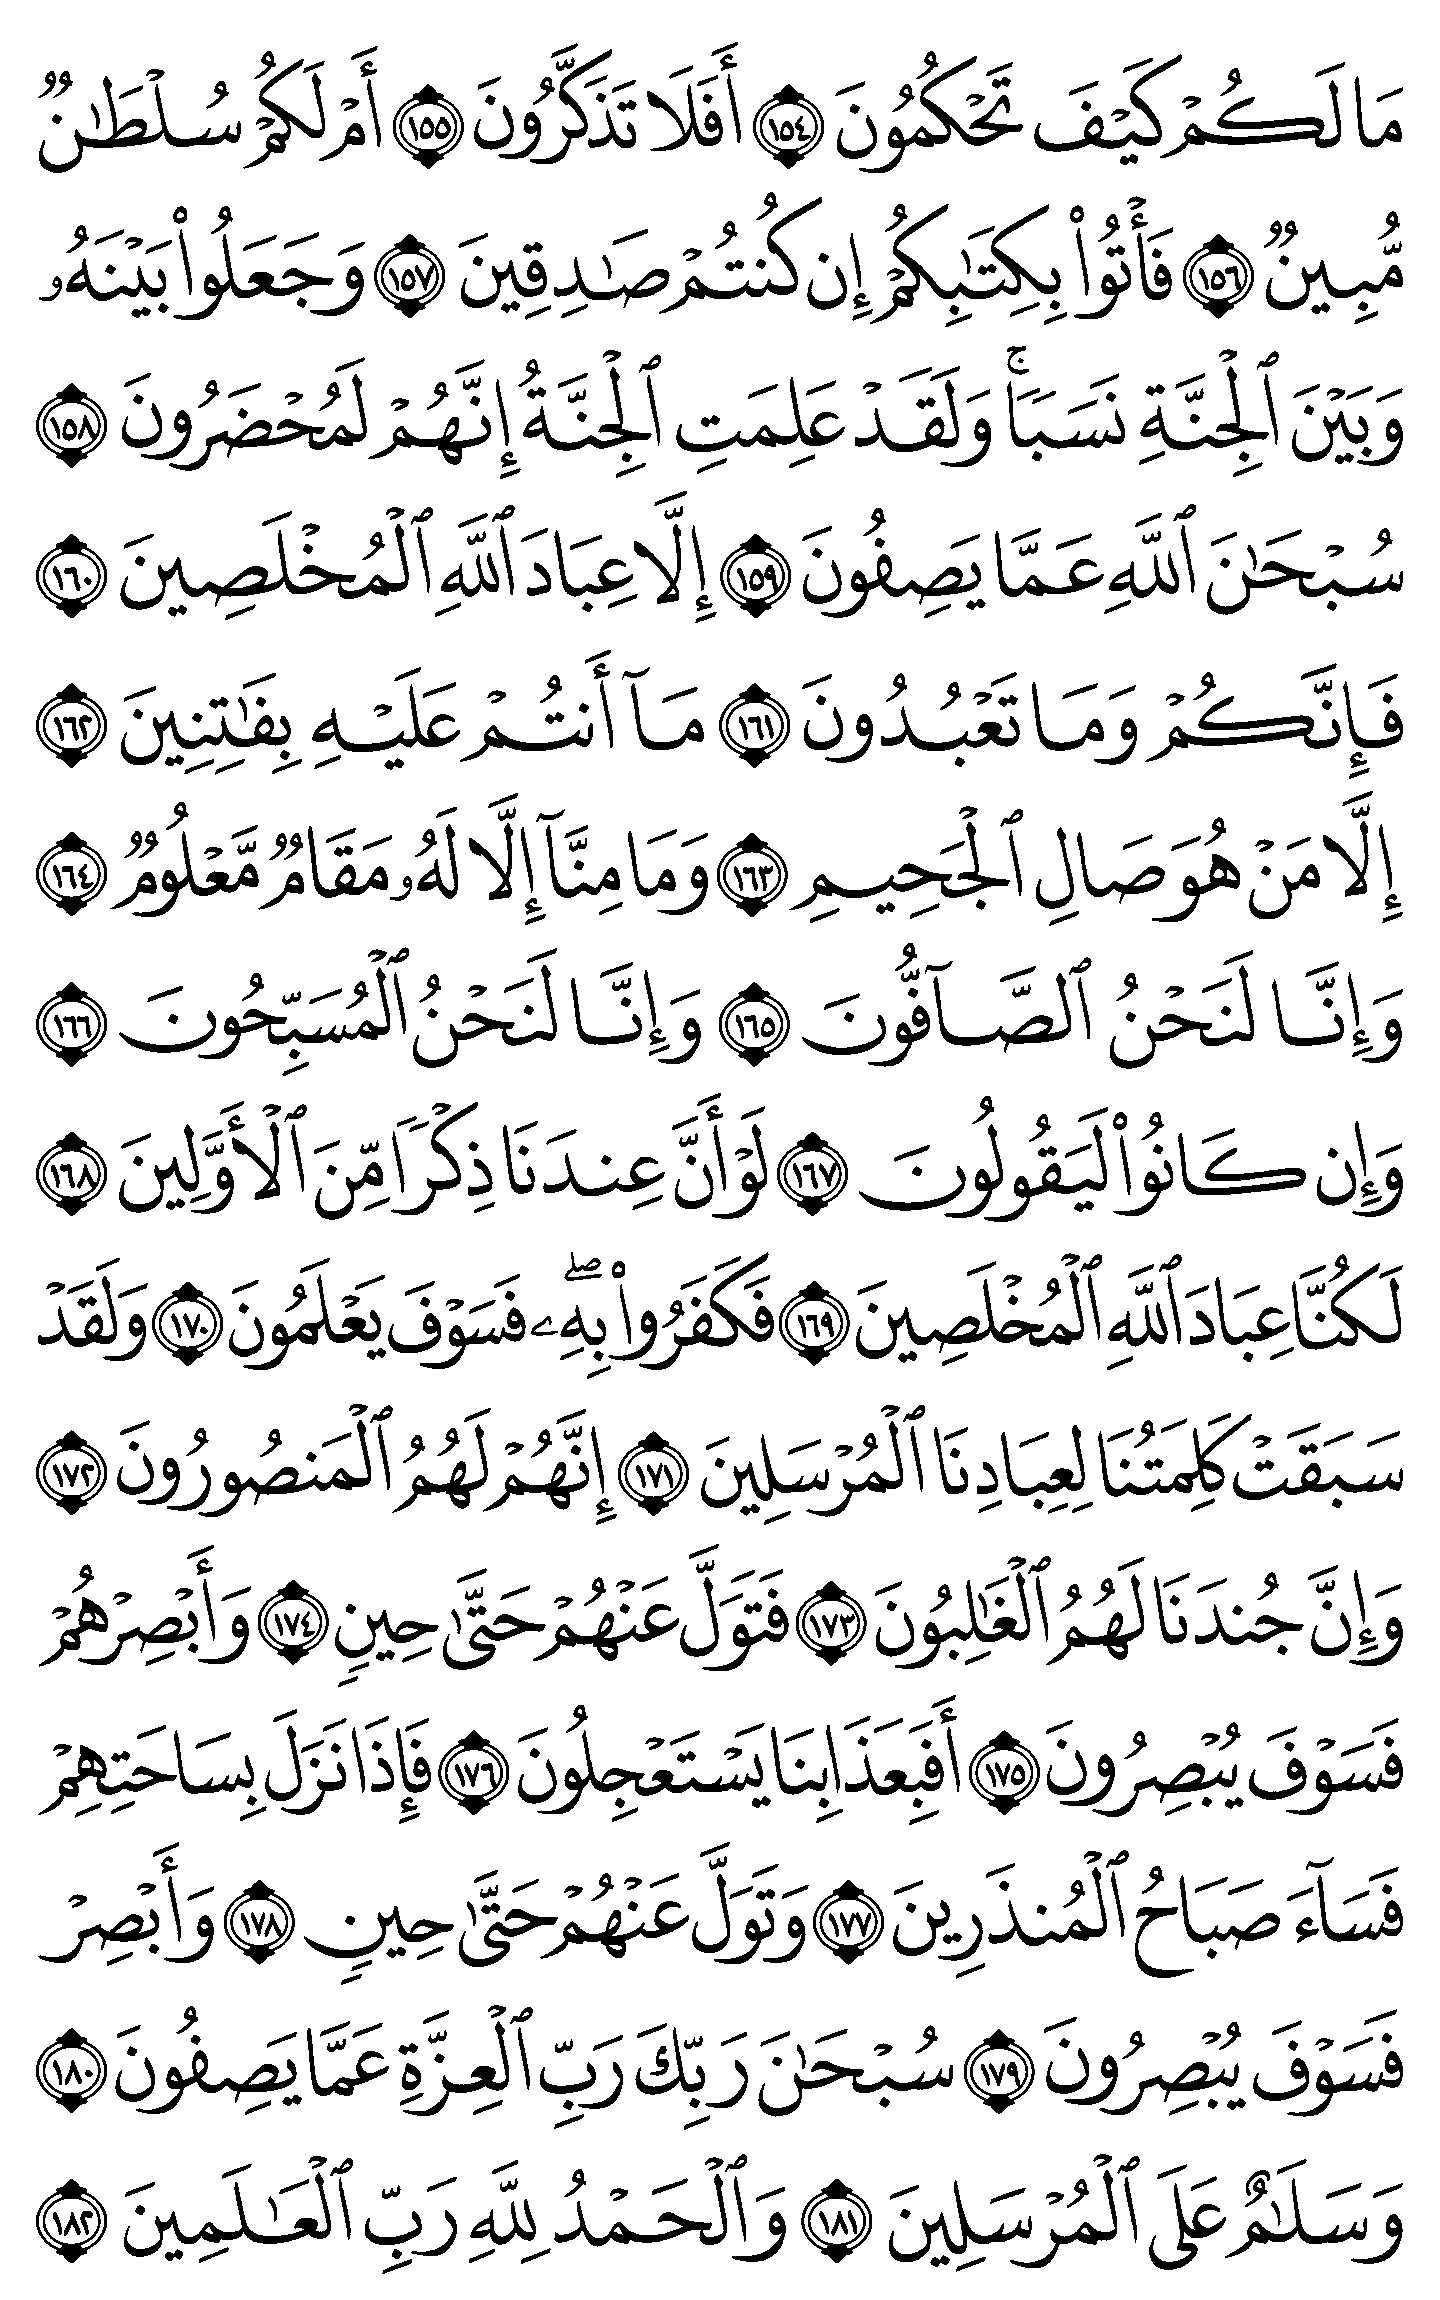 مَا لَكُمْ كَيْفَ تَحْكُمُونَ ١٥٤ أَفَلَا تَذَكَّرُونَ ١٥٥ أَمْ لَكُمْ سُلْطَٰنٌ
مُّبِينٌ ١٥٦ فَأْتُوا۟ بِكِتَٰبِكُمْ إِن كُنتُمْ صَٰدِقِينَ ١٥٧ وَجَعَلُوا۟ بَيْنَهُۥ
وَبَيْنَ ٱلْجِنَّةِ نَسَبًا ۚ وَلَقَدْ عَلِمَتِ ٱلْجِنَّةُ إِنَّهُمْ لَمُحْضَرُونَ ١٥٨
سُبْحَٰنَ ٱللَّهِ عَمَّا يَصِفُونَ ١٥٩ إِلَّا عِبَادَ ٱللَّهِ ٱلْمُخْلَصِينَ ١٦٠
فَإِنَّكُمْ وَمَا تَعْبُدُونَ ١٦١ مَآ أَنتُمْ عَلَيْهِ بِفَٰتِنِينَ ١٦٢
إِلَّا مَنْ هُوَ صَالِ ٱلْجَحِيمِ ١٦٣ وَمَا مِنَّآ إِلَّا لَهُۥ مَقَامٌ مَّعْلُومٌ ١٦٤
وَإِنَّا لَنَحْنُ ٱلصَّآفُّونَ ١٦٥ وَإِنَّا لَنَحْنُ ٱلْمُسَبِّحُونَ ١٦٦
وَإِن كَانُوا۟ لَيَقُولُونَ ١٦٧ لَوْ أَنَّ عِندَنَا ذِكْرًا مِّنَ ٱلْأَوَّلِينَ ١٦٨
لَكُنَّا عِبَادَ ٱللَّهِ ٱلْمُخْلَصِينَ ١٦٩ فَكَفَرُوا۟ بِهِۦ ۖ فَسَوْفَ يَعْلَمُونَ ١٧٠ وَلَقَدْ
سَبَقَتْ كَلِمَتُنَا لِعِبَادِنَا ٱلْمُرْسَلِينَ ١٧١ إِنَّهُمْ لَهُمُ ٱلْمَنصُورُونَ ١٧٢
وَإِنَّ جُندَنَا لَهُمُ ٱلْغَٰلِبُونَ ١٧٣ فَتَوَلَّ عَنْهُمْ حَتَّىٰ حِينٍ ١٧٤ وَأَبْصِرْهُمْ
فَسَوْفَ يُبْصِرُونَ ١٧٥ أَفَبِعَذَابِنَا يَسْتَعْجِلُونَ ١٧٦ فَإِذَا نَزَلَ بِسَاحَتِهِمْ
فَسَآءَ صَبَاحُ ٱلْمُنذَرِينَ ١٧٧ وَتَوَلَّ عَنْهُمْ حَتَّىٰ حِينٍ ١٧٨ وَأَبْصِرْ
فَسَوْفَ يُبْصِرُونَ ١٧٩ سُبْحَٰنَ رَبِّكَ رَبِّ ٱلْعِزَّةِ عَمَّا يَصِفُونَ ١٨٠
وَسَلَٰمٌ عَلَى ٱلْمُرْسَلِينَ ١٨١ وَٱلْحَمْدُ لِلَّهِ رَبِّ ٱلْعَٰلَمِينَ ١٨٢